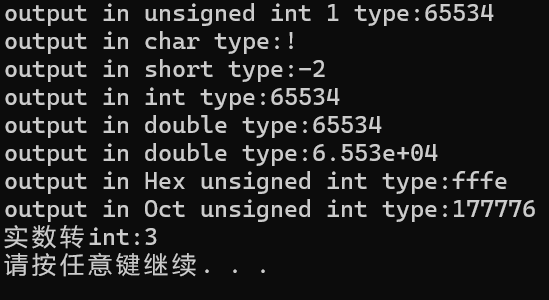 output in unsigned int 1 type:65534
output in char type:!
output in short type:-2
output in int type:65534
output in double type:65534
output in double type:6.553e+04
output in Hex unsigned int type:fffe
output in Oct unsigned int type:177776
实数转int:3
请按任意键继续. . .